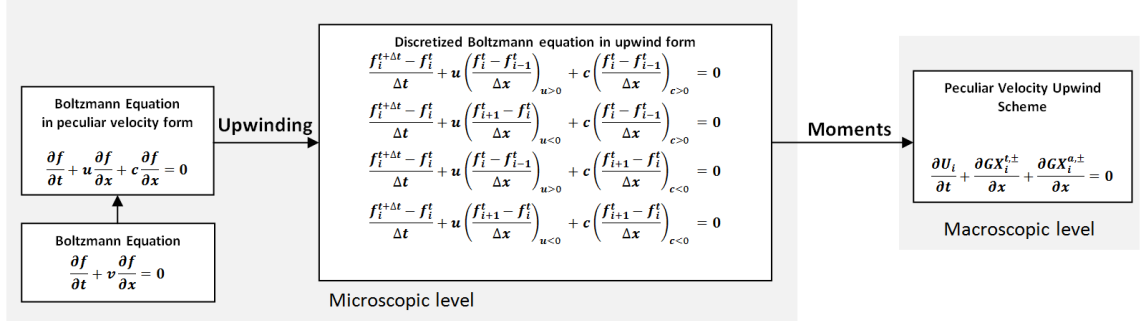 Boltzmann Equation
in peculiar velocity form
∂f/∂t + u ∂f/∂x + c ∂f/∂x = 0
Boltzmann Equation
∂f/∂t + v ∂f/∂x = 0
Upwinding
Discretized Boltzmann equation in upwind form
(f_i^{t+Δt} − f_i^t)/Δt + u((f_i^t − f_{i−1}^t)/Δx)_{u>0} + c((f_i^t − f_{i−1}^t)/Δx)_{c>0} = 0
(f_i^{t+Δt} − f_i^t)/Δt + u((f_{i+1}^t − f_i^t)/Δx)_{u<0} + c((f_i^t − f_{i−1}^t)/Δx)_{c>0} = 0
(f_i^{t+Δt} − f_i^t)/Δt + u((f_i^t − f_{i−1}^t)/Δx)_{u>0} + c((f_{i+1}^t − f_i^t)/Δx)_{c<0} = 0
(f_i^{t+Δt} − f_i^t)/Δt + u((f_{i+1}^t − f_i^t)/Δx)_{u<0} + c((f_{i+1}^t − f_i^t)/Δx)_{c<0} = 0
Microscopic level
Moments
Peculiar Velocity Upwind
Scheme
∂U_i/∂t + ∂GX_i^{t,±}/∂x + ∂GX_i^{a,±}/∂x = 0
Macroscopic level